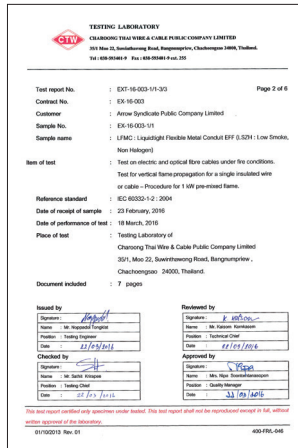 TESTING LABORATORY
CTW
CHAROONG THAI WIRE & CABLE PUBLIC COMPANY LIMITED
35/1 Moo 22, Suwinthawong Road, Bangnumpriew, Chachoengsao 24000, Thailand.
Tel : 038-593401-9 Fax : 038-593401-9 ext. 255
Test report No. : EXT-16-003-1/1-3/3 Page 2 of 6
Contract No. : EX-16-003
Customor : Arrow Syndicate Public Company Limited
Sample No. : EX-16-003-1/1
Sample name : LFMC : Liquidtight Flexible Metal Conduit EFF (LSZH : Low Smoke,
Non Halogen)
Item of test : Test on electric and optical fibre cables under fire conditions.
Test for vertical flame propagation for a single insulated wire
or cable – Procedure for 1 kW pre-mixed flame.
Reference standard : IEC 60332-1-2 : 2004
Date of receipt of sample : 23 February, 2016
Date of performance of test : 18 March, 2016
Place of test : Testing Laboratory of
Charoong Thai Wire & Cable Public Company Limited
35/1, Moo 22, Suwinthawong Road, Bangnumpriew ,
Chachoengsao 24000, Thailand.
Document included : 7 pages
Issued by
Signature :
Name : Mr. Noppadol Tongklat
Position : Testing Engineer
Date : 22/03/2016
Reviewed by
Signature :
Name : Mr. Kaisorn
Position : Technical Chief
Date : 22/03/2016
Checked by
Signature :
Name : Mr. Sanit Kiraspee
Position : Testing Chief
Date : 22/03/2016
Approved by
Signature :
Name : Mrs. Nipa
Position : Quality Manager
Date : 22/03/2016
This test report certified only specimen under tested. This test report shall not be reproduced except in full, without
written approval of the laboratory.
01/10/2013 Rev. 01 400-FRL-046